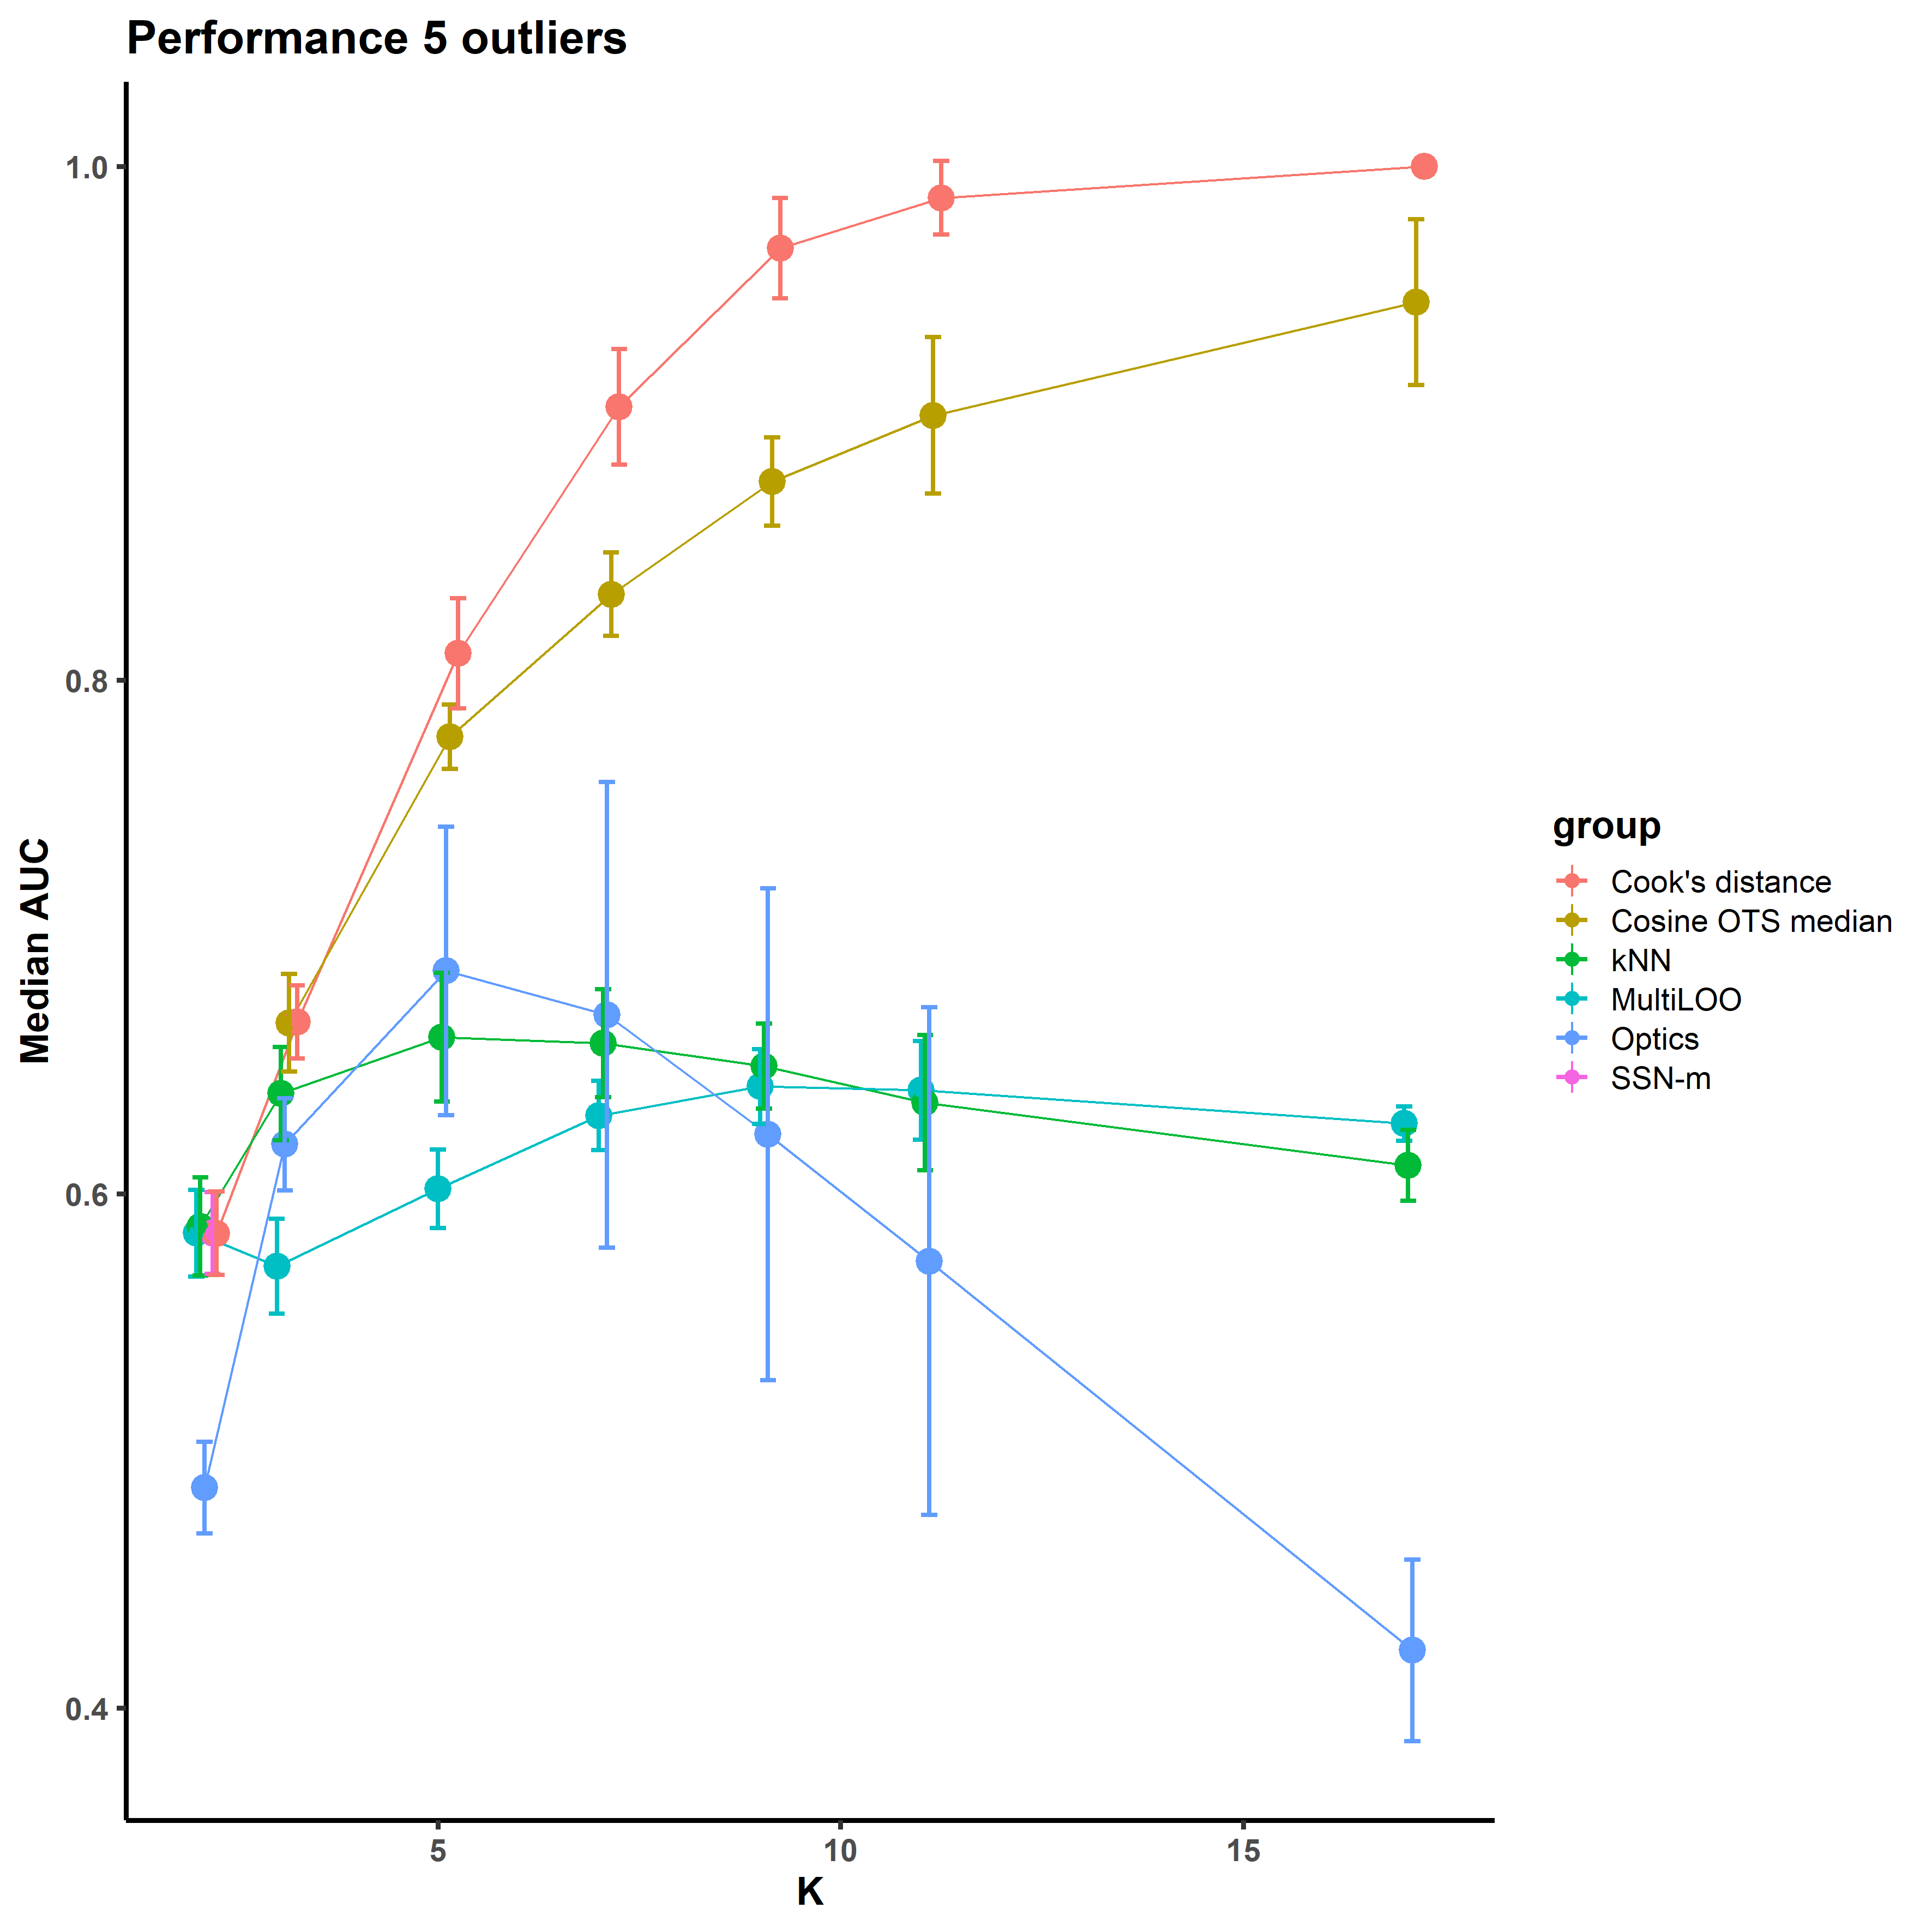 Performance 5 outliers
Median AUC
1.0
0.8
0.6
0.4
5
10
15
K
group
Cook's distance
Cosine OTS median
kNN
MultiLOO
Optics
SSN-m